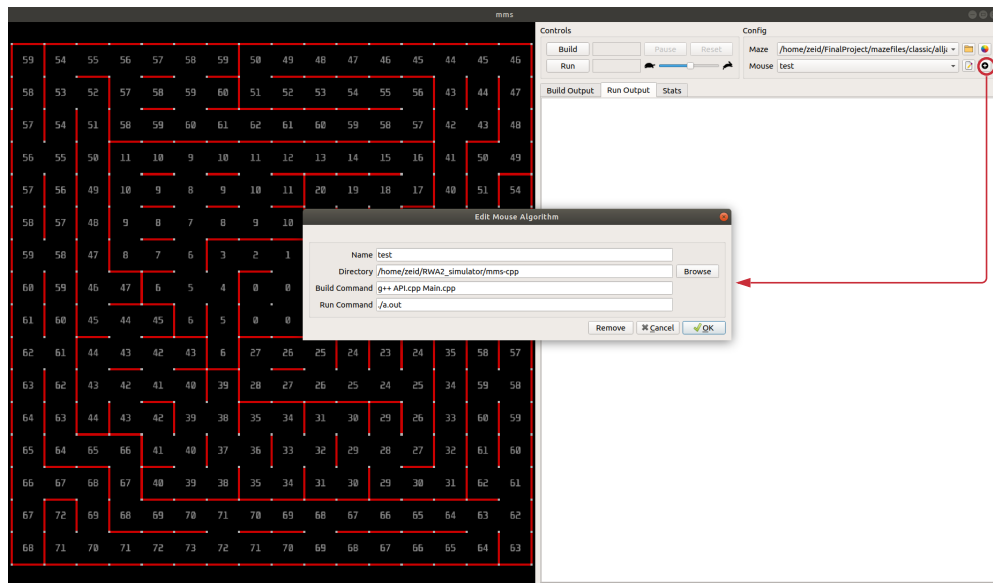 mms
Controls
Config
Build Pause Reset
Maze /home/zeid/FinalProject/mazefiles/classic/allja
Run
Mouse test
Build Output Run Output Stats
59 54 55 56 57 58 59 50 49 48 47 46 45 44 45 46
58 53 52 57 58 59 60 51 52 53 54 55 56 43 44 47
57 54 51 58 59 60 61 62 61 60 59 58 57 42 43 48
56 55 50 11 10 9 10 11 12 13 14 15 16 41 50 49
57 56 49 10 9 8 9 10 11 20 19 18 17 40 51 54
58 57 48 9 8 7 8 9 10
59 58 47 8 7 6 3 2 1
60 59 46 47 6 5 4 0 0
61 60 45 44 45 6 5 0 0
Edit Mouse Algorithm
Name test
Directory /home/zeid/RWA2_simulator/mms-cpp Browse
Build Command g++ API.cpp Main.cpp
Run Command ./a.out
Remove Cancel OK
62 61 44 43 42 43 6 27 26 25 24 23 24 35 58 57
63 62 43 42 41 40 39 28 27 26 25 24 25 34 59 58
64 63 44 43 42 39 38 35 34 31 30 29 26 33 60 59
65 64 65 66 41 40 37 36 33 32 29 28 27 32 61 60
66 67 68 67 40 39 38 35 34 31 30 29 30 31 62 61
67 72 69 68 69 70 71 70 69 68 67 66 65 64 63 62
68 71 70 71 72 73 72 71 70 69 68 67 66 65 64 63